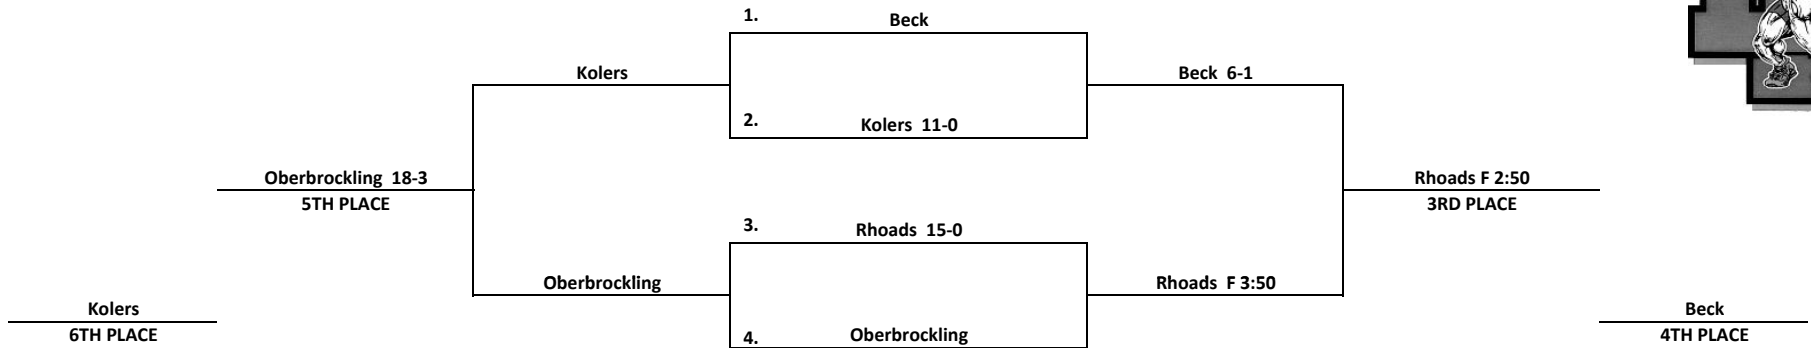 1. Beck
Kolers
Beck 6-1
2. Kolers 11-0
Oberbrockling 18-3
5TH PLACE
Rhoads F 2:50
3RD PLACE
3. Rhoads 15-0
Oberbrockling
Rhoads F 3:50
Kolers
6TH PLACE
Beck
4TH PLACE
4. Oberbrockling